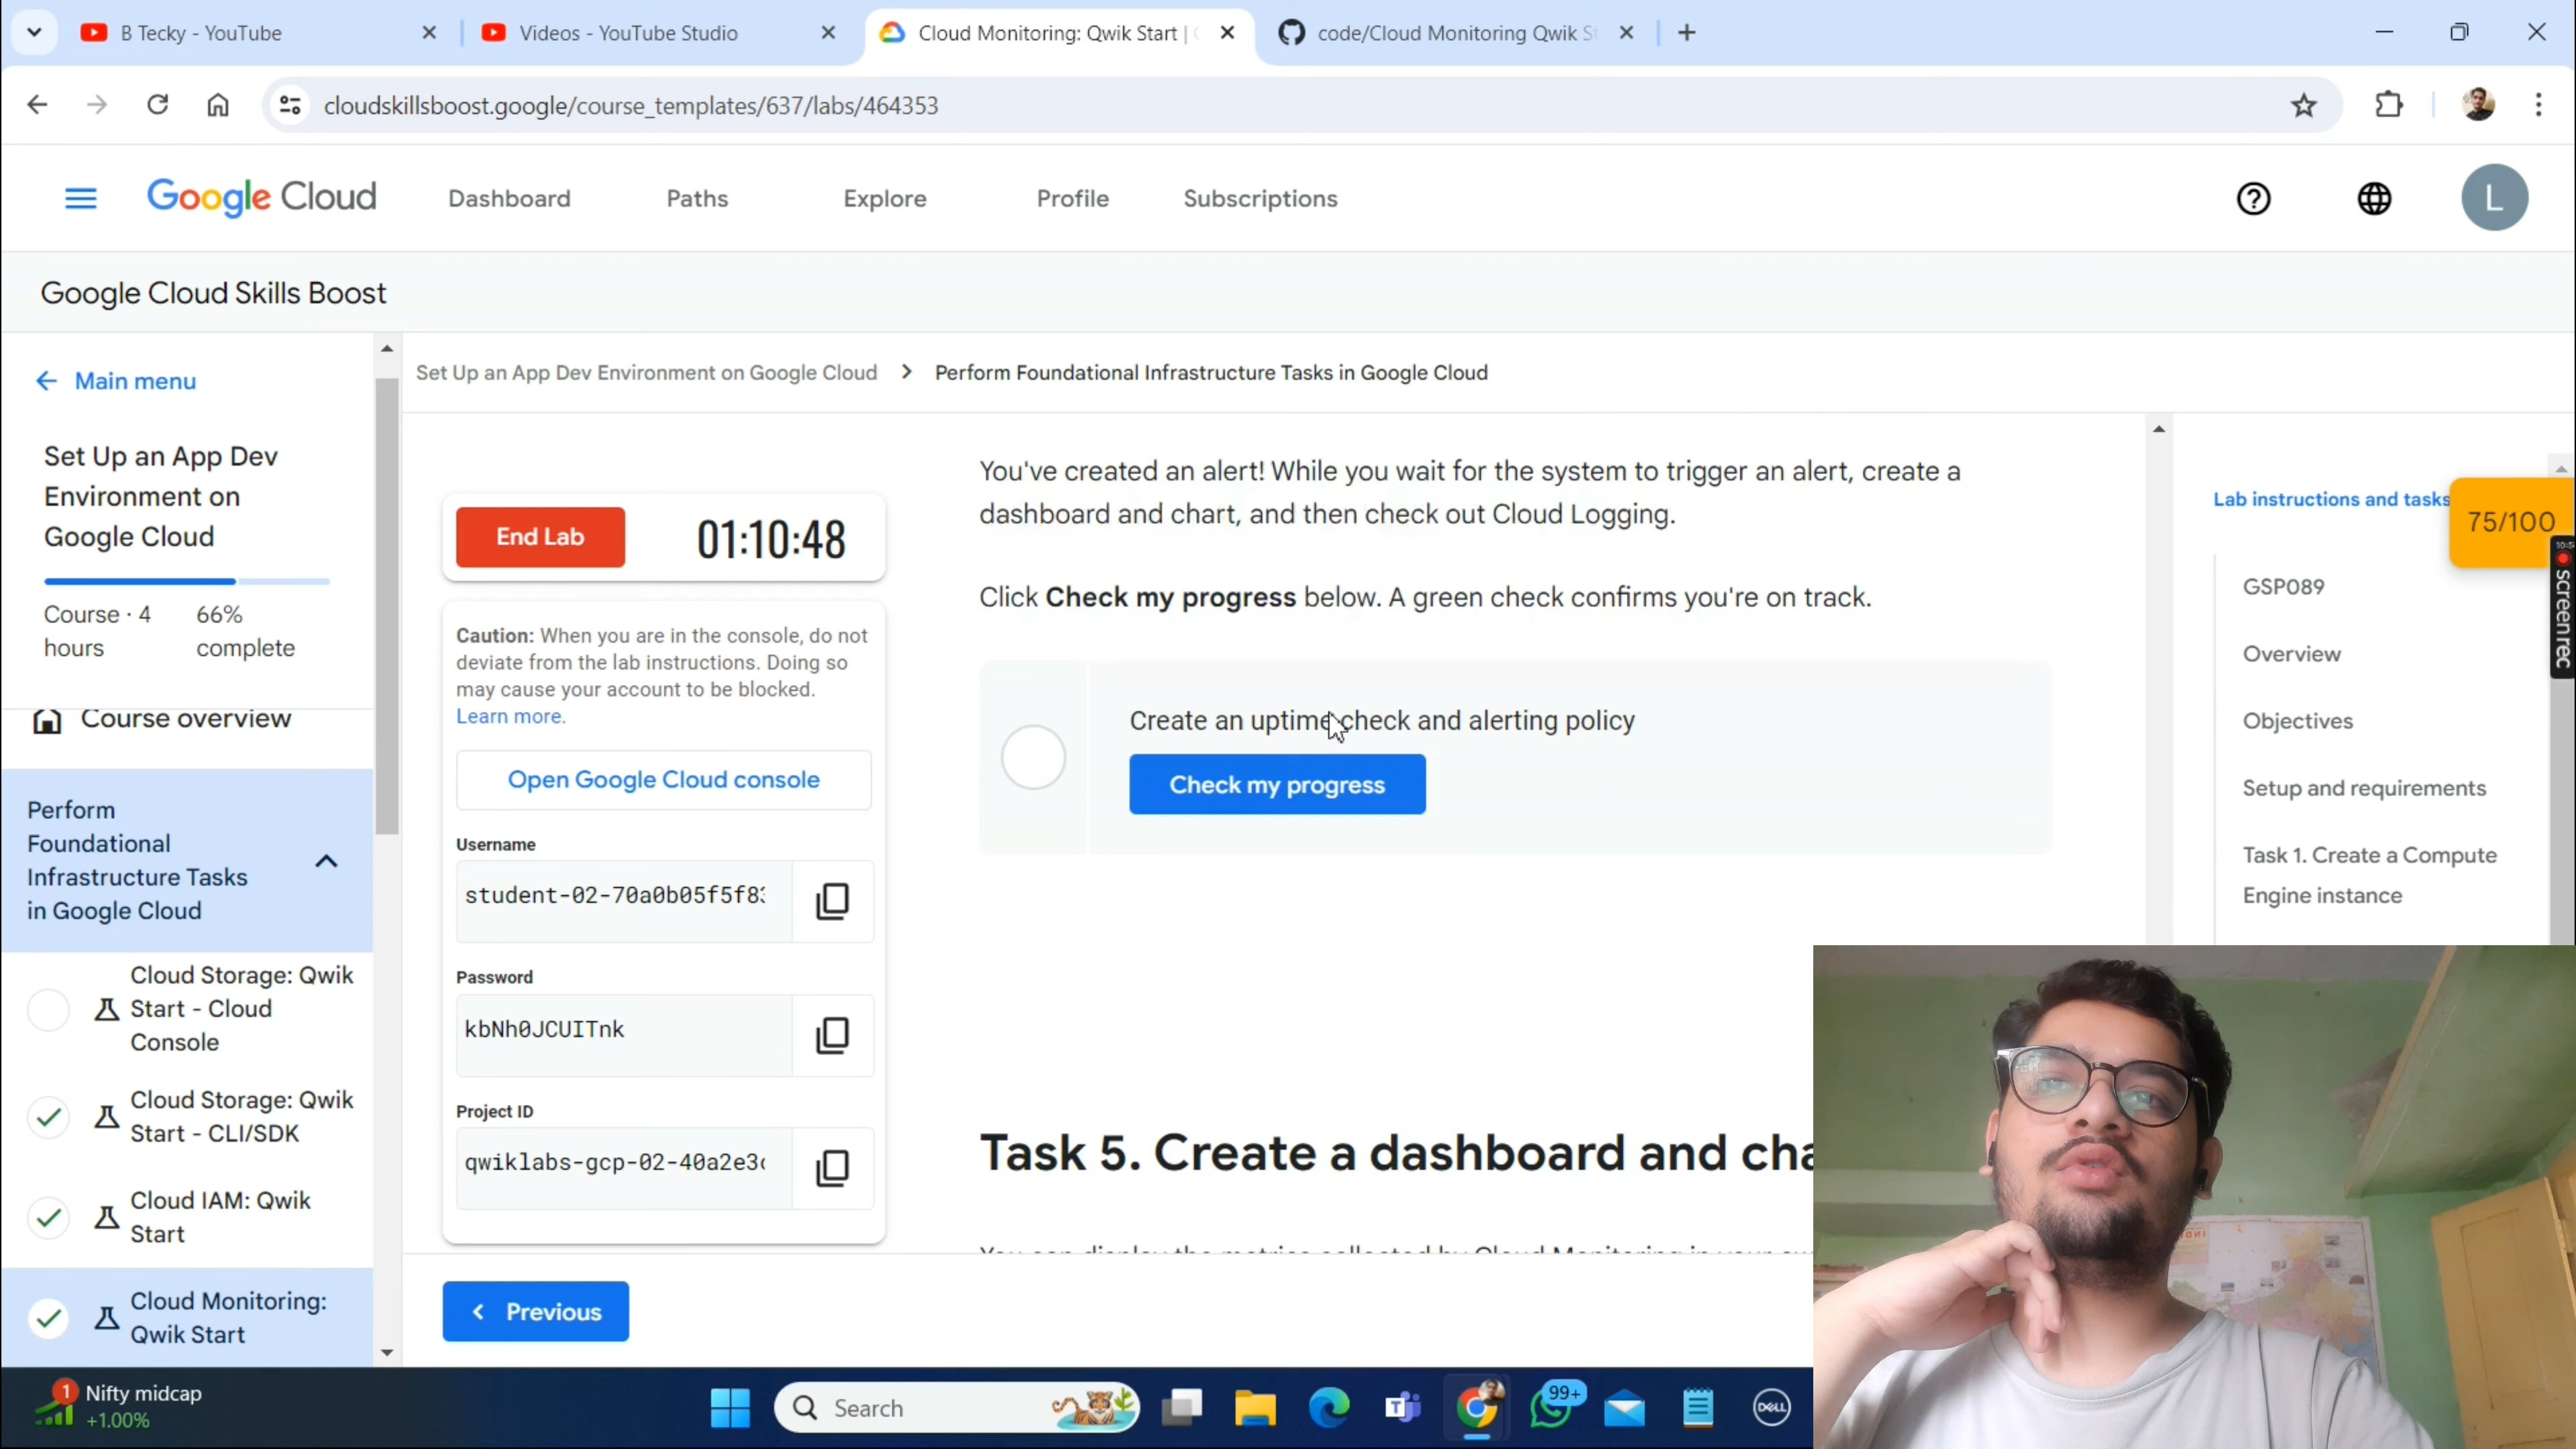 B Tecky - YouTube
Videos - YouTube Studio
Cloud Monitoring: Qwik Start |
code/Cloud Monitoring Qwik
cloudskillsboost.google/course_templates/637/labs/464353
Google Cloud
Dashboard
Paths
Explore
Profile
Subscriptions
L
Google Cloud Skills Boost
Main menu
Set Up an App Dev
Environment on
Google Cloud
Course · 4
hours
66%
complete
Course overview
Perform
Foundational
Infrastructure Tasks
in Google Cloud
Cloud Storage: Qwik
Start - Cloud
Console
Cloud Storage: Qwik
Start - CLI/SDK
Cloud IAM: Qwik
Start
Cloud Monitoring:
Qwik Start
Set Up an App Dev Environment on Google Cloud > Perform Foundational Infrastructure Tasks in Google Cloud
End Lab
01:10:48
Caution: When you are in the console, do not
deviate from the lab instructions. Doing so
may cause your account to be blocked.
Learn more.
Open Google Cloud console
Username
student-02-70a0b05f5f83
Password
kbNh0JCUITnk
Project ID
qwiklabs-gcp-02-40a2e3c
Previous
You've created an alert! While you wait for the system to trigger an alert, create a
dashboard and chart, and then check out Cloud Logging.
Click Check my progress below. A green check confirms you're on track.
Create an uptime check and alerting policy
Check my progress
Task 5. Create a dashboard and cha
Lab instructions and tasks
75/100
GSP089
Overview
Objectives
Setup and requirements
Task 1. Create a Compute
Engine instance
screenrec
1
Nifty midcap
+1.00%
Search
99+
DELL